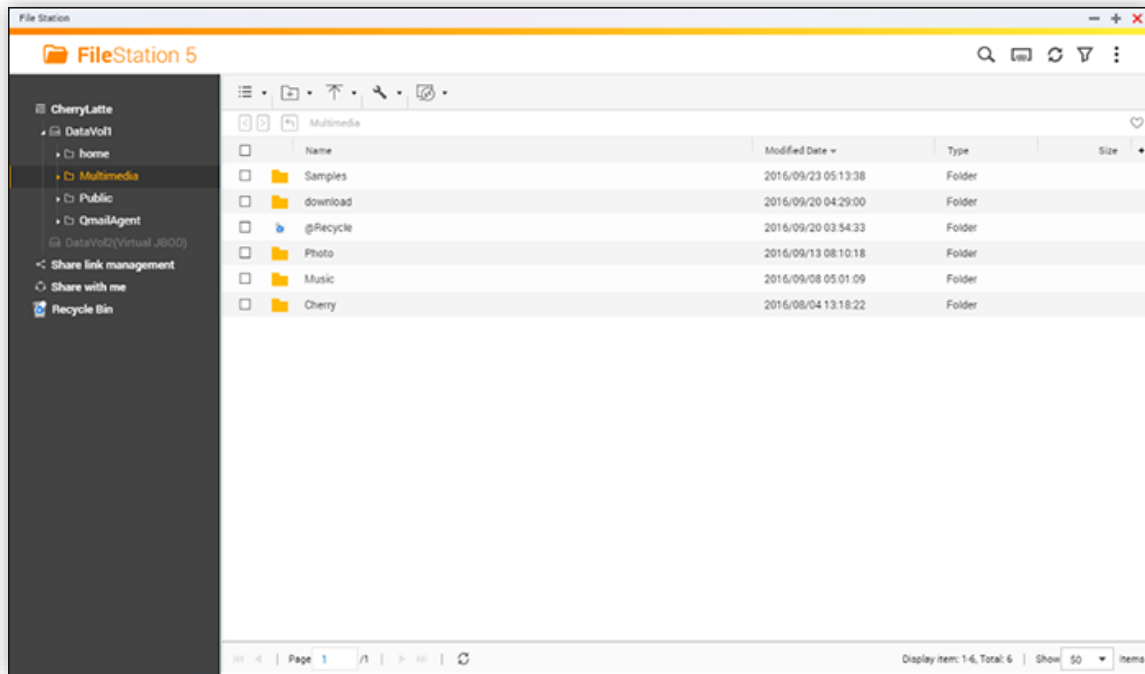 File Station
FileStation 5
CherryLatte
DataVol1
home
Multimedia
Public
QmailAgent
DataVol2(Virtual JBOD)
Share link management
Share with me
Recycle Bin
Multimedia
Name Modified Date Type Size
Samples 2016/09/23 05:13:38 Folder
download 2016/09/20 04:29:00 Folder
@Recycle 2016/09/20 03:54:33 Folder
Photo 2016/09/13 08:10:18 Folder
Music 2016/09/08 05:01:09 Folder
Cherry 2016/08/04 13:18:22 Folder
Page 1 /1 Display item: 1-6, Total: 6 | Show 50 Items